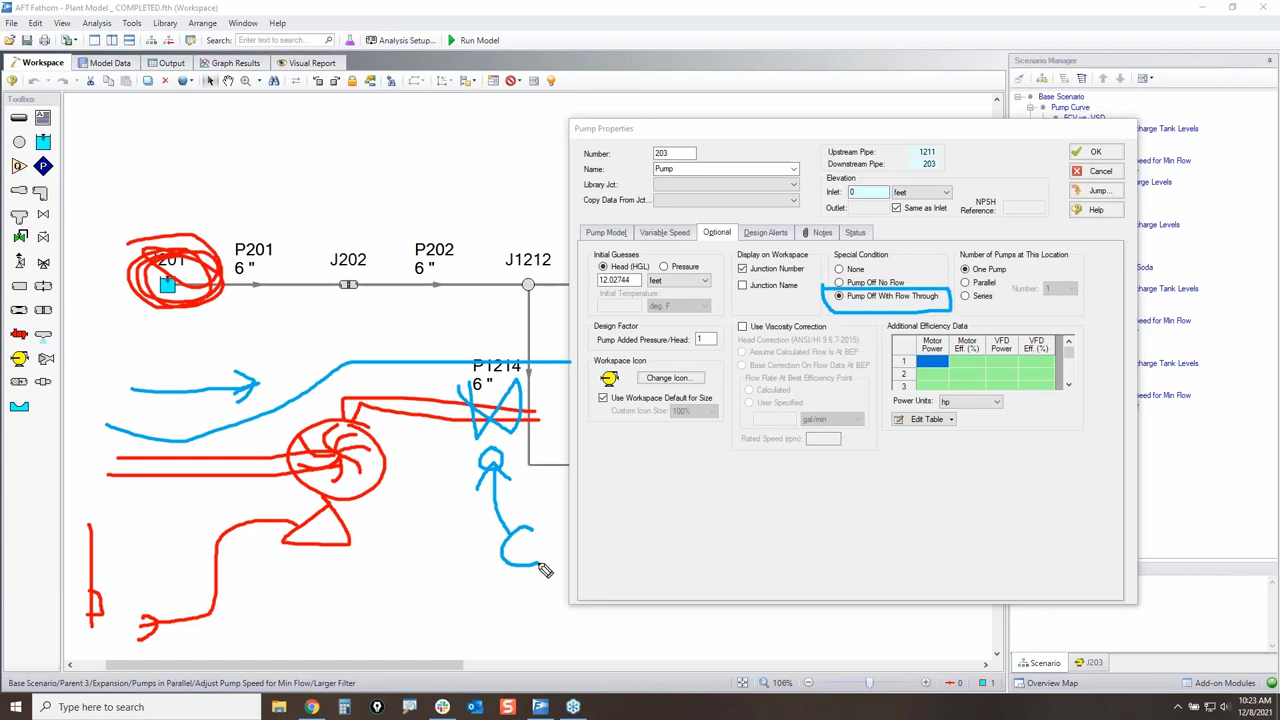 AFT Fathom - Plant Model _ COMPLETED.fth (Workspace)
File Edit View Analysis Tools Library Arrange Window Help
Search: Enter text to search... Analysis Setup... Run Model
Workspace Model Data Output Graph Results Visual Report
Toolbox
Scenario Manager
Base Scenario
Pump Curve
charge Tank Levels
peed for Min Flow
charge Levels
charge Tank Levels
Soda
peed for Min Flow
charge Tank Levels
peed for Min Flow
charge Tank Levels
J201
P201
6 "
J202
P202
6 "
J1212
P1214
6 "
Pump Properties
Number: 203
Name: Pump
Library Jct:
Copy Data From Jct...
Upstream Pipe: 1211
Downstream Pipe: 203
Elevation
Inlet: 0 feet
Outlet: Same as Inlet
NPSH
Reference:
OK
Cancel
Jump...
Help
Pump Model Variable Speed Optional Design Alerts Notes Status
Initial Guesses
Head (HGL) Pressure
12.02744 feet
Initial Temperature:
deg. F
Design Factor
Pump Added Pressure/Head: 1
Workspace Icon
Change Icon...
Use Workspace Default for Size
Custom Icon Size: 100%
Display on Workspace
Junction Number
Junction Name
Special Condition
None
Pump Off No Flow
Pump Off With Flow Through
Number of Pumps at This Location
One Pump
Parallel
Series
Number: 1
Use Viscosity Correction
Head Correction (ANSI/HI 9.6.7-2015):
Assume Calculated Flow Is At BEP
Base Correction On Flow Data At BEP
Flow Rate At Best Efficiency Point
Calculated
User Specified
gal/min
Rated Speed (rpm):
Additional Efficiency Data
Motor Power Motor Eff. (%) VFD Power VFD Eff. (%)
1
2
3
Power Units: hp
Edit Table
Scenario J203
Base Scenario/Parent 3/Expansion/Pumps in Parallel/Adjust Pump Speed for Min Flow/Larger Filter
106%
0
1
Overview Map
Add-on Modules
Type here to search
10:23 AM
12/8/2021